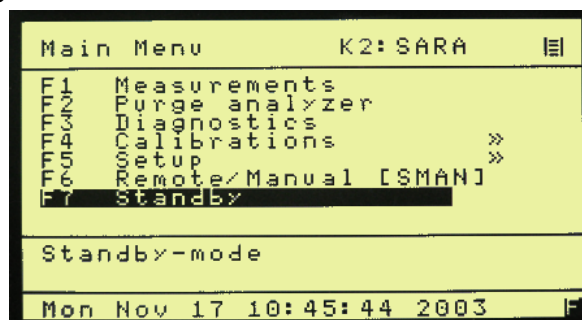 Main Menu K2:SARA
F1 Measurements
F2 Purge analyzer
F3 Diagnostics
F4 Calibrations »
F5 Setup »
F6 Remote/Manual [SMAN]
F7 Standby
Standby-mode
Mon Nov 17 10:45:44 2003 F